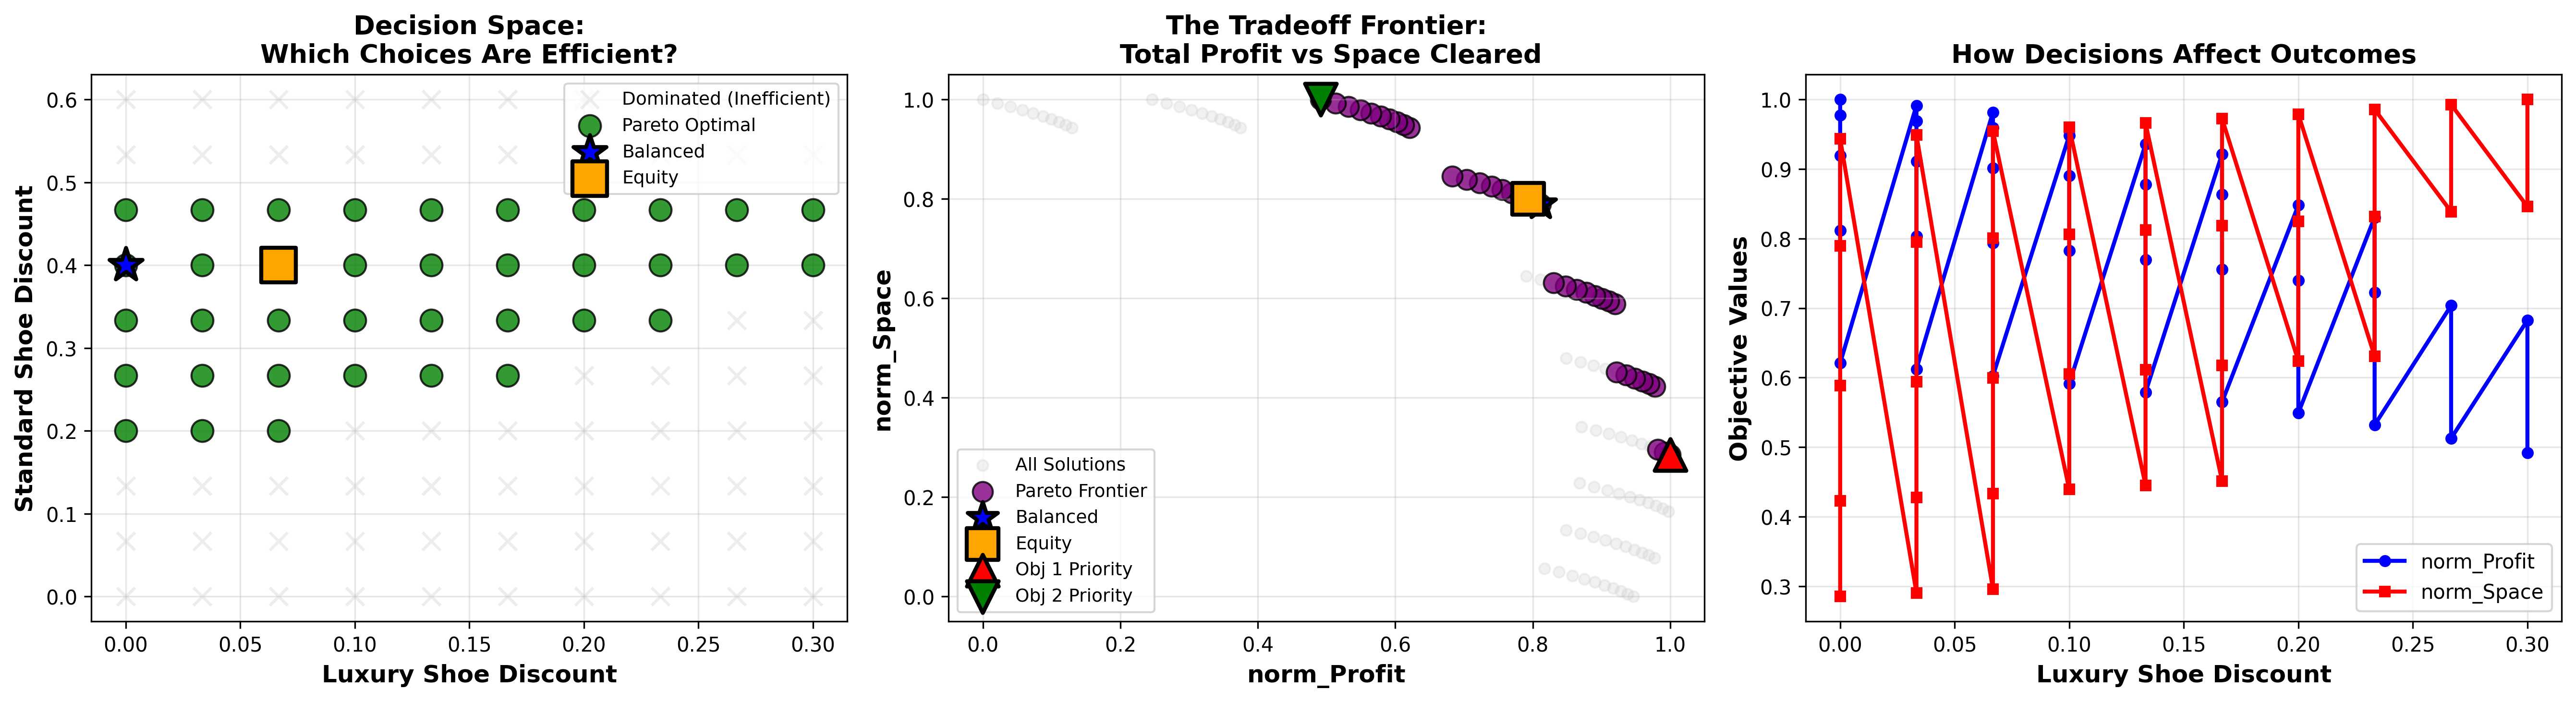 Decision Space:
Which Choices Are Efficient?
Standard Shoe Discount
0.6
0.5
0.4
0.3
0.2
0.1
0.0
Dominated (Inefficient)
Pareto Optimal
Balanced
Equity
0.00 0.05 0.10 0.15 0.20 0.25 0.30
Luxury Shoe Discount
The Tradeoff Frontier:
Total Profit vs Space Cleared
norm_Space
1.0
0.8
0.6
0.4
0.2
0.0
All Solutions
Pareto Frontier
Balanced
Equity
Obj 1 Priority
Obj 2 Priority
0.0 0.2 0.4 0.6 0.8 1.0
norm_Profit
How Decisions Affect Outcomes
Objective Values
1.0
0.9
0.8
0.7
0.6
0.5
0.4
0.3
norm_Profit
norm_Space
0.00 0.05 0.10 0.15 0.20 0.25 0.30
Luxury Shoe Discount